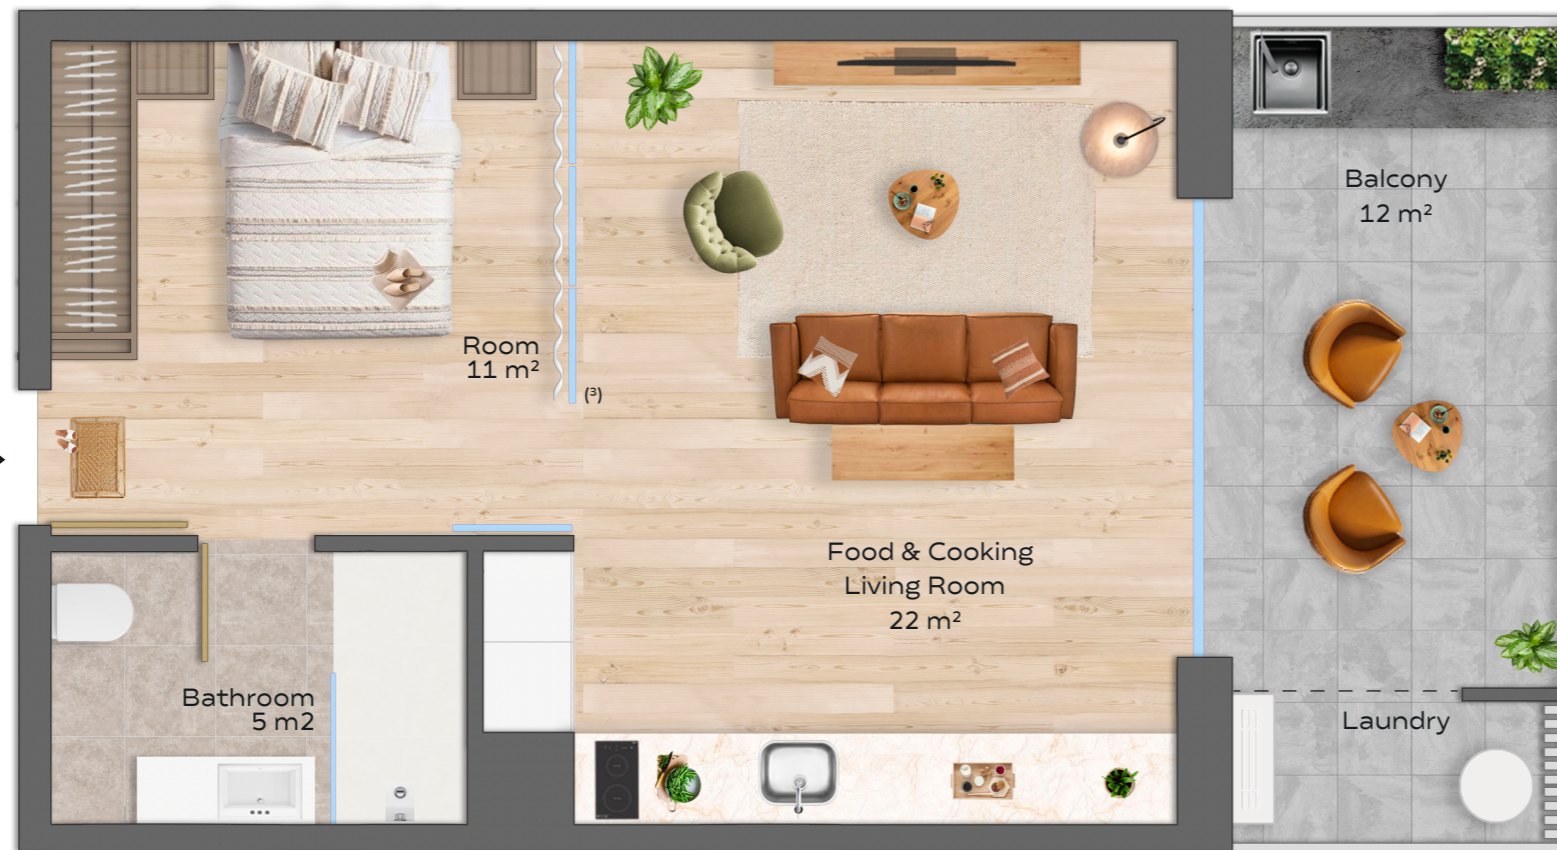 Balcony
12 m²
Room
11 m²
(³)
Food & Cooking
Living Room
22 m²
Bathroom
5 m2
Laundry